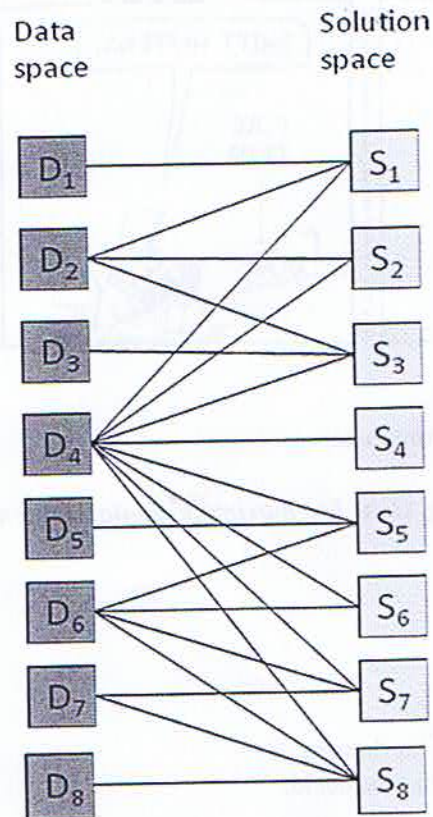 Data space
Solution space
D1 S1
D2 S2
D3 S3
D4 S4
D5 S5
D6 S6
D7 S7
D8 S8